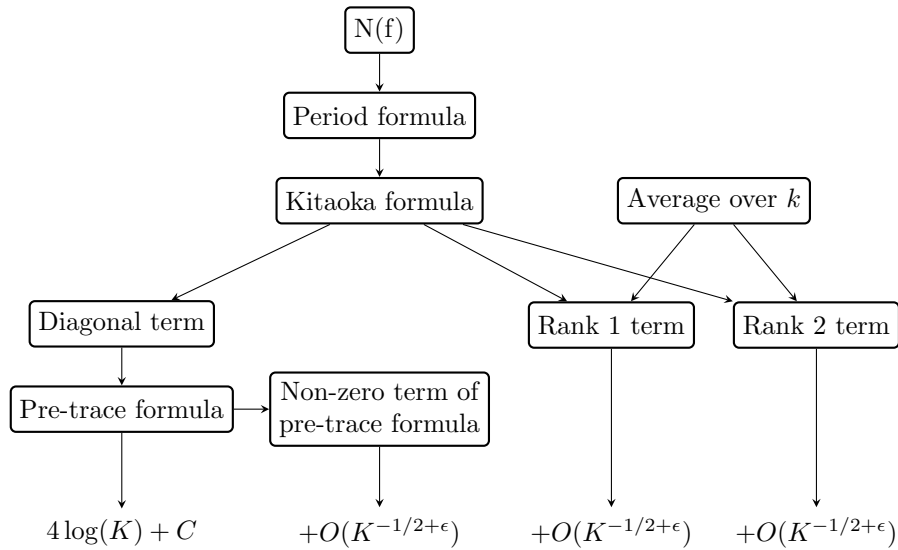 N(f)
Period formula
Kitaoka formula
Average over k
Diagonal term
Rank 1 term
Rank 2 term
Pre-trace formula
Non-zero term of
pre-trace formula
4 log(K) + C
+O(K^{-1/2+ϵ})
+O(K^{-1/2+ϵ})
+O(K^{-1/2+ϵ})